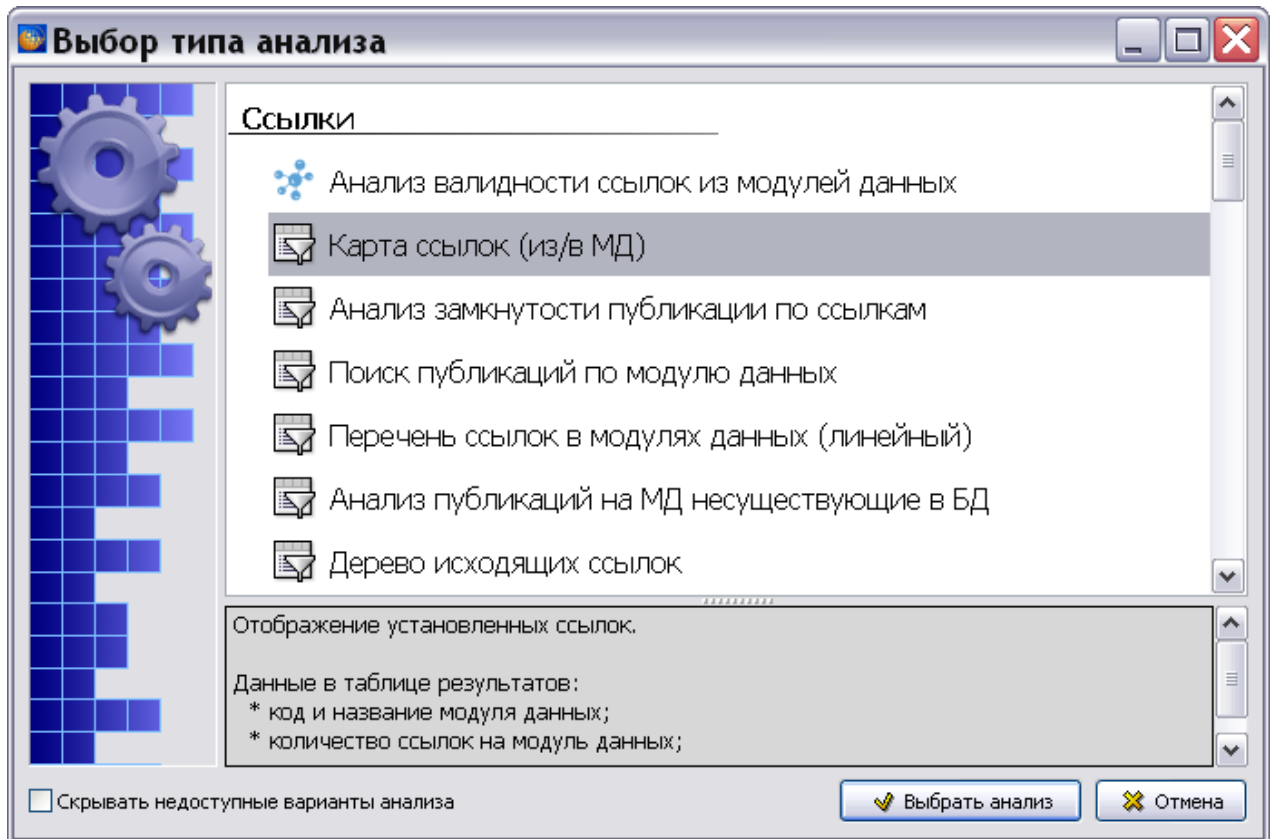 Выбор типа анализа
Ссылки
Анализ валидности ссылок из модулей данных
Карта ссылок (из/в МД)
Анализ замкнутости публикации по ссылкам
Поиск публикаций по модулю данных
Перечень ссылок в модулях данных (линейный)
Анализ публикаций на МД несуществующие в БД
Дерево исходящих ссылок
Отображение установленных ссылок.
Данные в таблице результатов:
* код и название модуля данных;
* количество ссылок на модуль данных;
Скрывать недоступные варианты анализа
Выбрать анализ
Отмена